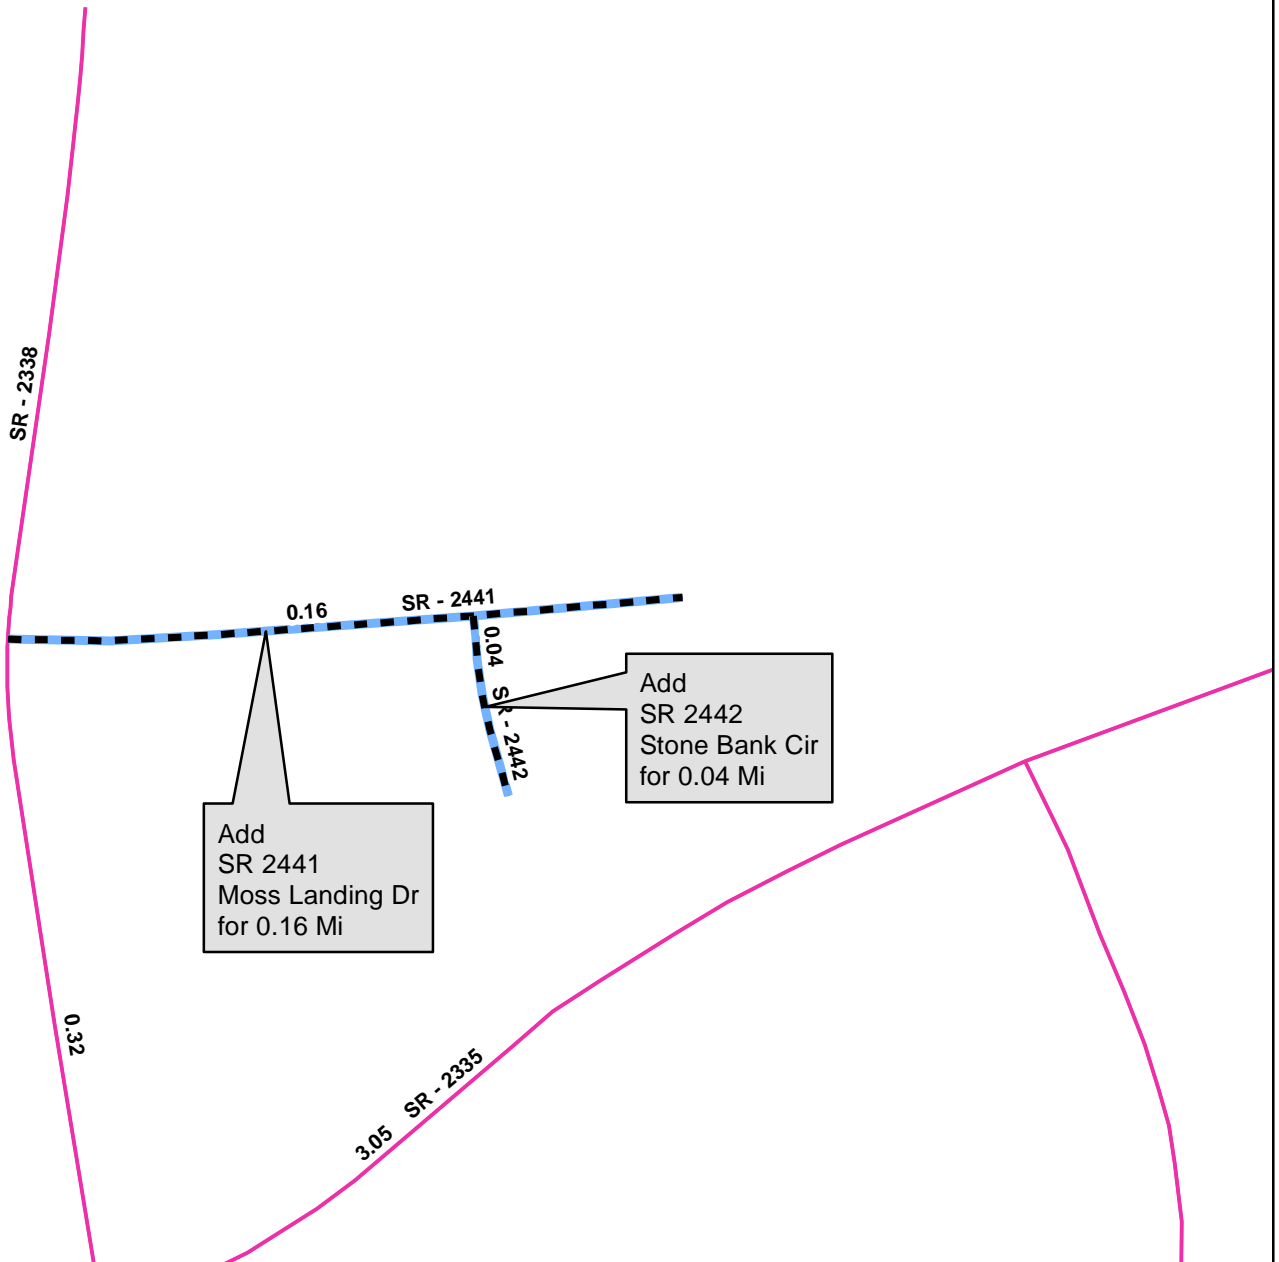 SR - 2338
0.16
SR - 2441
0.04
SR - 2442
Add
SR 2442
Stone Bank Cir
for 0.04 Mi
Add
SR 2441
Moss Landing Dr
for 0.16 Mi
0.32
SR - 2335
3.05